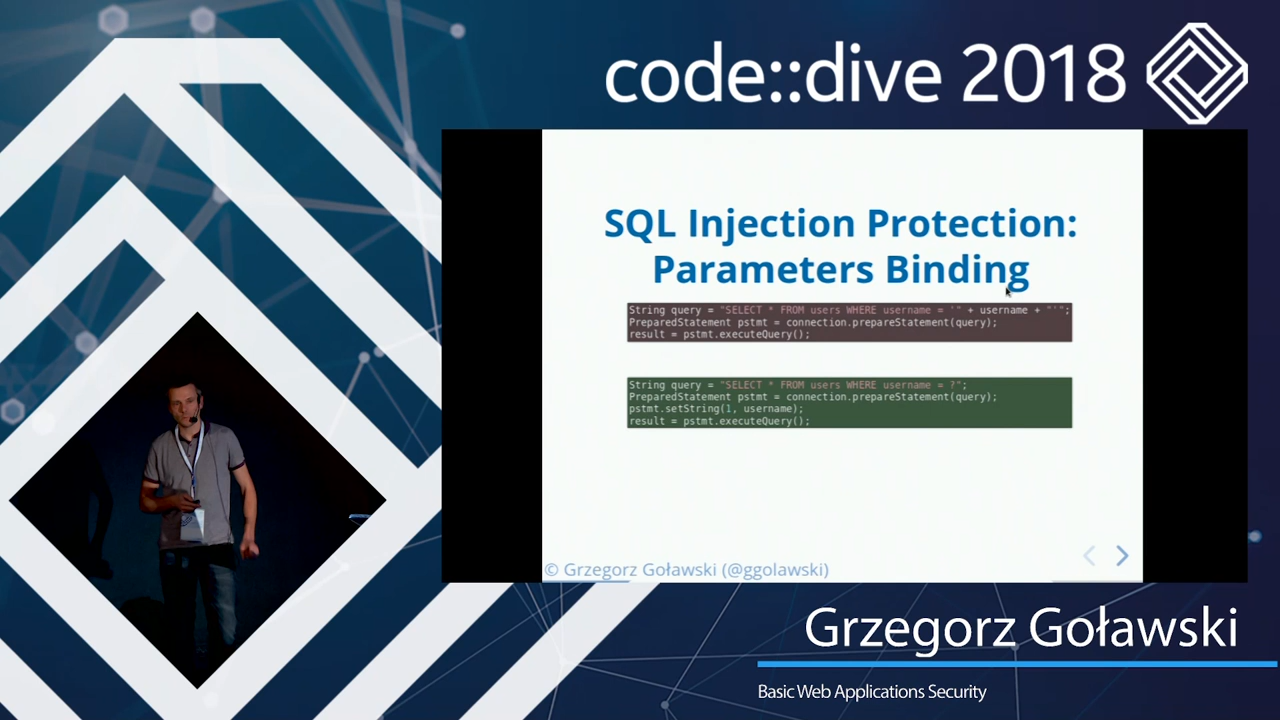 code::dive 2018
SQL Injection Protection:
Parameters Binding
String query = "SELECT * FROM users WHERE username = '" + username + "'";
PreparedStatement pstmt = connection.prepareStatement(query);
result = pstmt.executeQuery();
String query = "SELECT * FROM users WHERE username = ?";
PreparedStatement pstmt = connection.prepareStatement(query);
pstmt.setString(1, username);
result = pstmt.executeQuery();
© Grzegorz Goławski (@ggolawski)
Grzegorz Goławski
Basic Web Applications Security